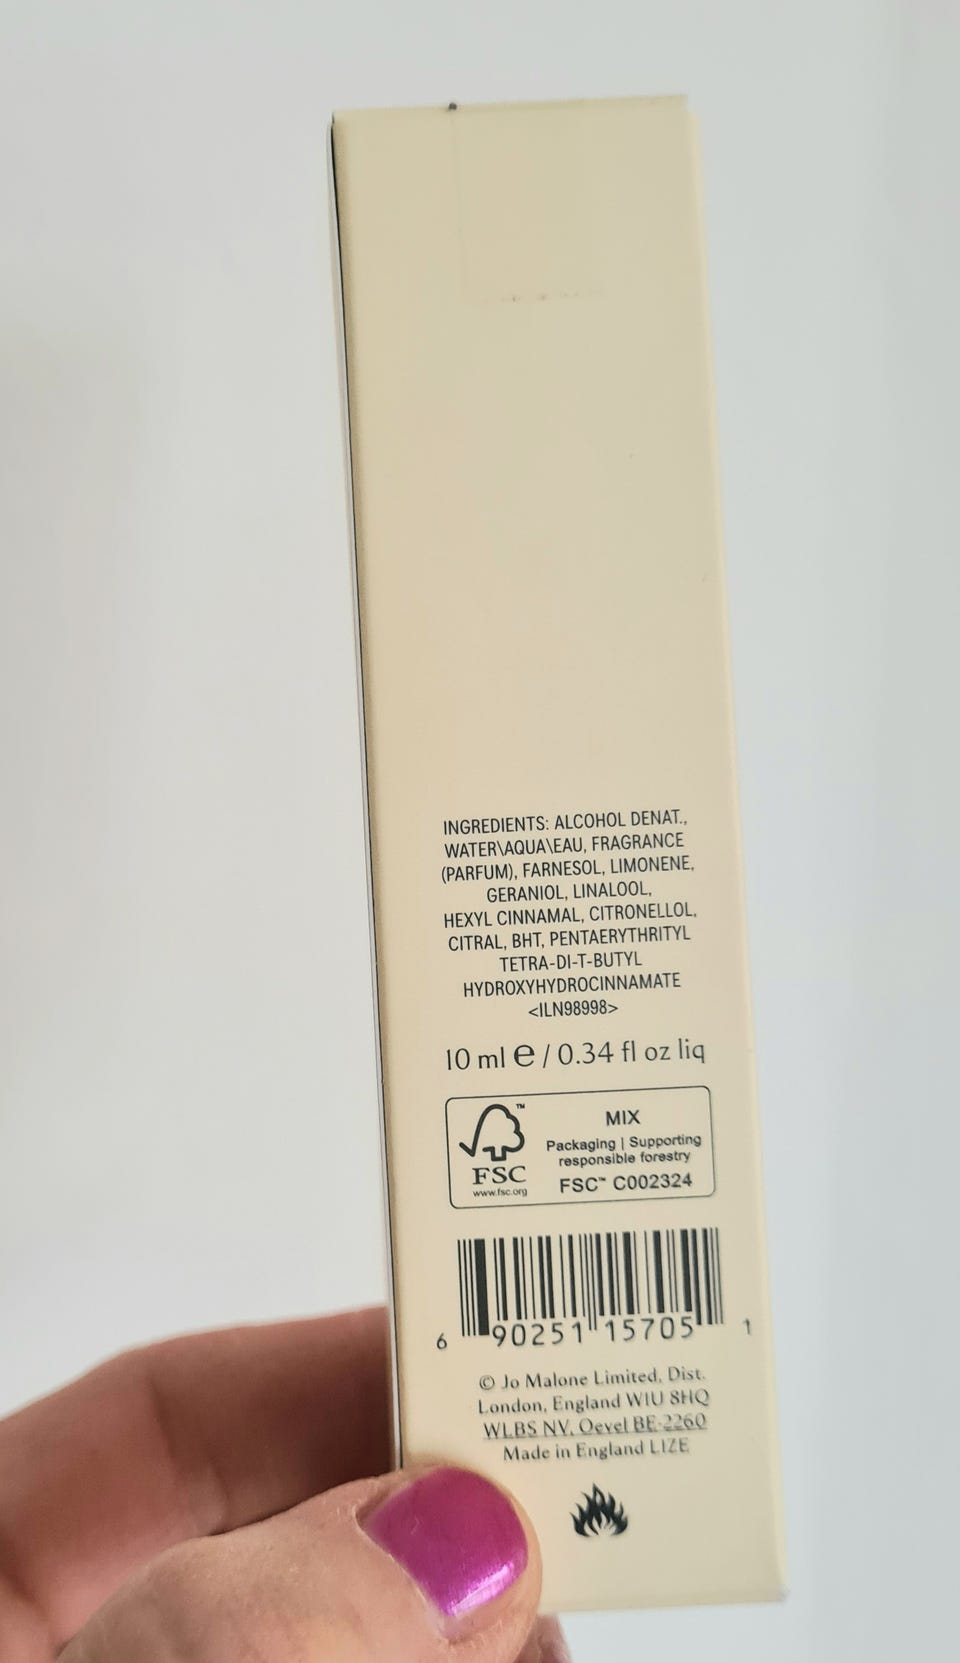 INGREDIENTS: ALCOHOL DENAT.,
WATER\AQUA\EAU, FRAGRANCE
(PARFUM), FARNESOL, LIMONENE,
GERANIOL, LINALOOL,
HEXYL CINNAMAL, CITRONELLOL,
CITRAL, BHT, PENTAERYTHRITYL
TETRA-DI-T-BUTYL
HYDROXYHYDROCINNAMATE
<ILN98998>
10 ml e / 0.34 fl oz liq
FSC
www.fsc.org
MIX
Packaging | Supporting
responsible forestry
FSC™ C002324
6 90251 15705 1
© Jo Malone Limited, Dist.
London, England W1U 8HQ
WLBS NV, Oevel BE-2260
Made in England LIZE